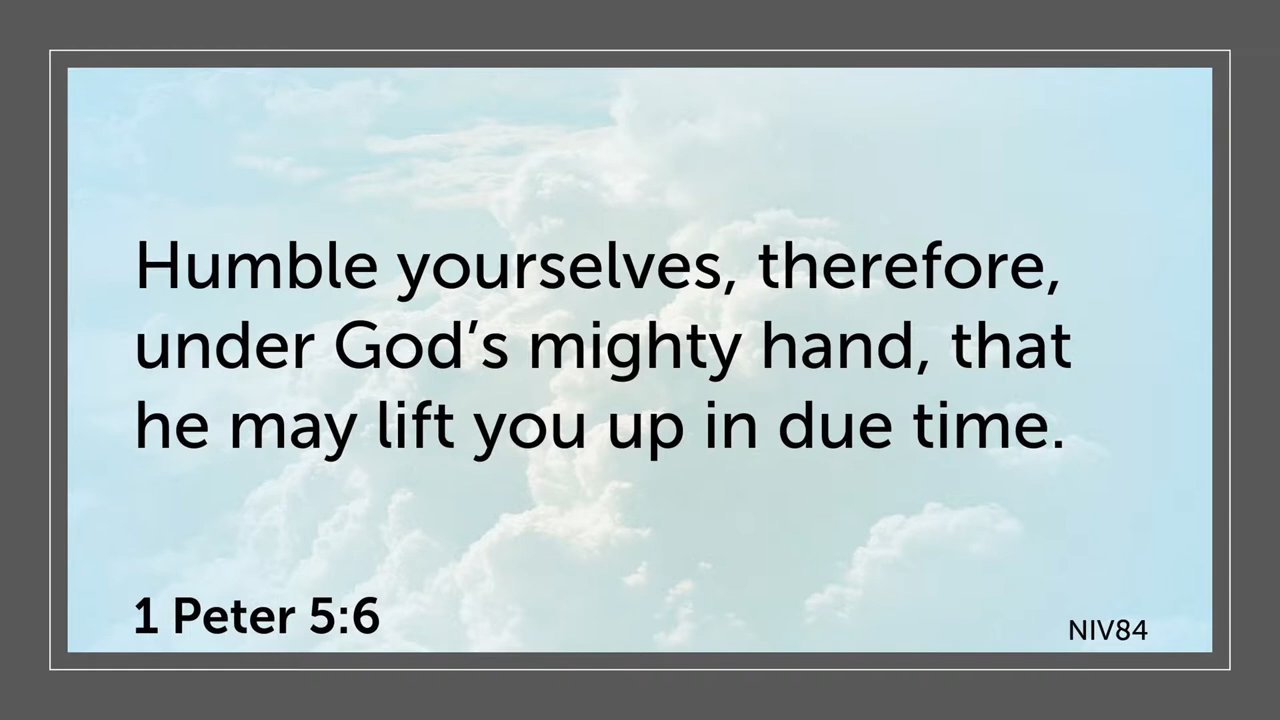 Humble yourselves, therefore,
under God’s mighty hand, that
he may lift you up in due time.
1 Peter 5:6
NIV84